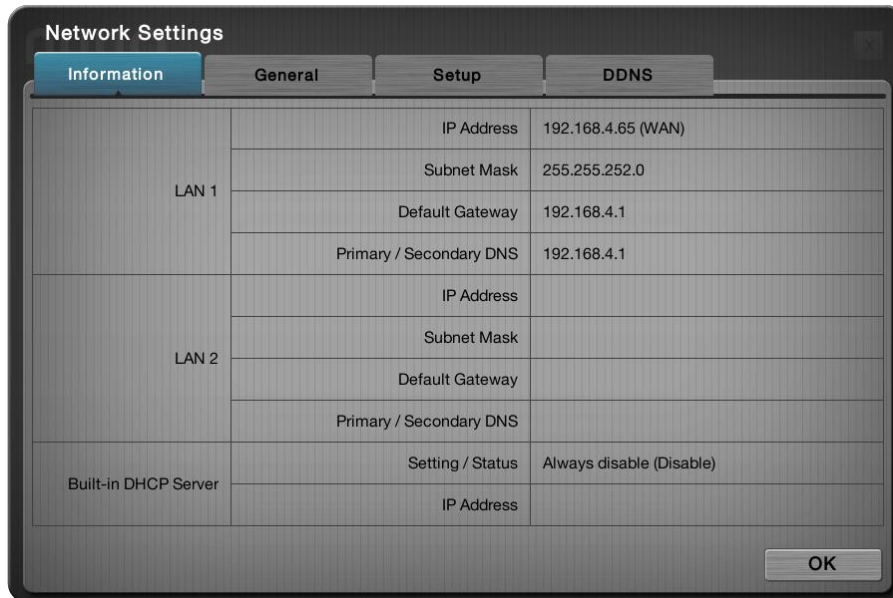 Network Settings
Information General Setup DDNS
LAN 1
IP Address 192.168.4.65 (WAN)
Subnet Mask 255.255.252.0
Default Gateway 192.168.4.1
Primary / Secondary DNS 192.168.4.1
LAN 2
IP Address
Subnet Mask
Default Gateway
Primary / Secondary DNS
Built-in DHCP Server
Setting / Status Always disable (Disable)
IP Address
OK